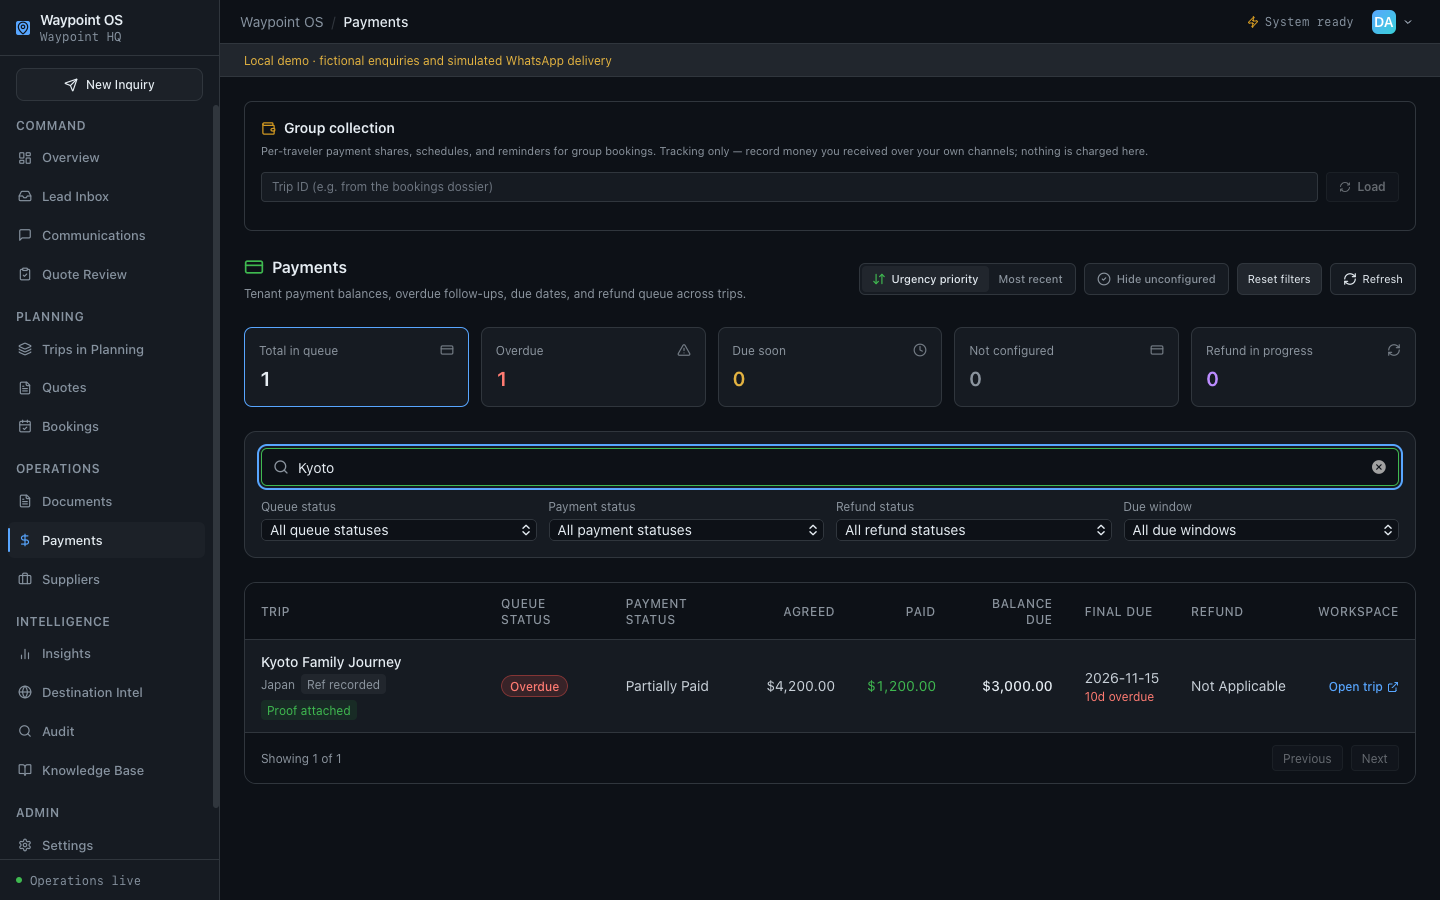 Waypoint OS
Waypoint HQ
New Inquiry
COMMAND
Overview
Lead Inbox
Communications
Quote Review
PLANNING
Trips in Planning
Quotes
Bookings
OPERATIONS
Documents
Payments
Suppliers
INTELLIGENCE
Insights
Destination Intel
Audit
Knowledge Base
ADMIN
Settings
Operations live
Waypoint OS / Payments
System ready
DA
Local demo · fictional enquiries and simulated WhatsApp delivery
Group collection
Per-traveler payment shares, schedules, and reminders for group bookings. Tracking only — record money you received over your own channels; nothing is charged here.
Trip ID (e.g. from the bookings dossier)
Load
Payments
Tenant payment balances, overdue follow-ups, due dates, and refund queue across trips.
Urgency priority
Most recent
Hide unconfigured
Reset filters
Refresh
Total in queue
1
Overdue
1
Due soon
0
Not configured
0
Refund in progress
0
Kyoto
Queue status
All queue statuses
Payment status
All payment statuses
Refund status
All refund statuses
Due window
All due windows
TRIP
QUEUE
STATUS
PAYMENT
STATUS
AGREED
PAID
BALANCE
DUE
FINAL DUE
REFUND
WORKSPACE
Kyoto Family Journey
Japan
Ref recorded
Proof attached
Overdue
Partially Paid
$4,200.00
$1,200.00
$3,000.00
2026-11-15
10d overdue
Not Applicable
Open trip
Showing 1 of 1
Previous
Next